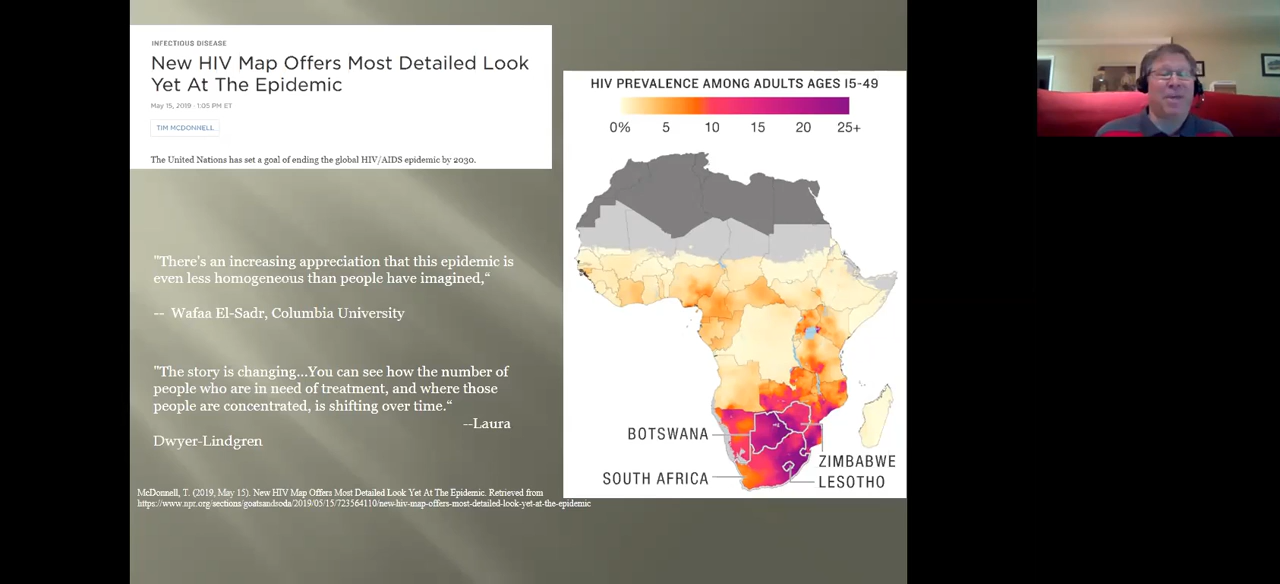 INFECTIOUS DISEASE
New HIV Map Offers Most Detailed Look
Yet At The Epidemic
May 15, 2019 · 1:05 PM ET
TIM MCDONNELL
The United Nations has set a goal of ending the global HIV/AIDS epidemic by 2030.
"There's an increasing appreciation that this epidemic is
even less homogeneous than people have imagined,“
-- Wafaa El-Sadr, Columbia University
"The story is changing...You can see how the number of
people who are in need of treatment, and where those
people are concentrated, is shifting over time.“
--Laura
Dwyer-Lindgren
McDonnell, T. (2019, May 15). New HIV Map Offers Most Detailed Look Yet At The Epidemic. Retrieved from
https://www.npr.org/sections/goatsandsoda/2019/05/15/723564110/new-hiv-map-offers-most-detailed-look-yet-at-the-epidemic
HIV PREVALENCE AMONG ADULTS AGES 15-49
0% 5 10 15 20 25+
BOTSWANA
SOUTH AFRICA
ZIMBABWE
LESOTHO